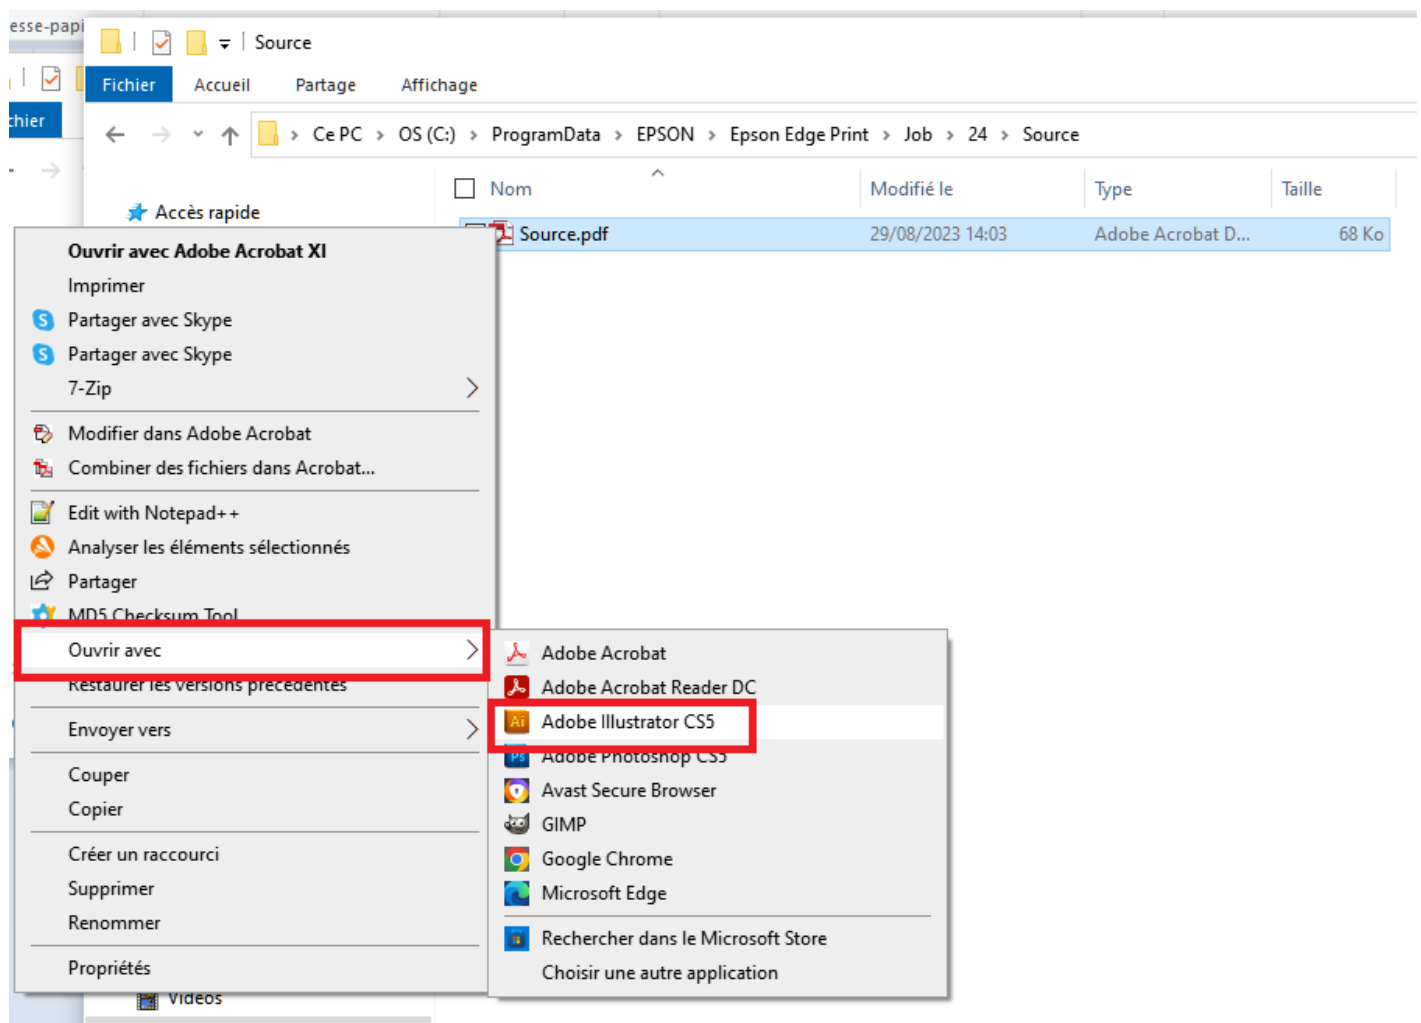 esse-papi
Source
Fichier Accueil Partage Affichage
chier
Ce PC > OS (C:) > ProgramData > EPSON > Epson Edge Print > Job > 24 > Source
Nom Modifié le Type Taille
Accès rapide
Source.pdf 29/08/2023 14:03 Adobe Acrobat D... 68 Ko
Ouvrir avec Adobe Acrobat XI
Imprimer
Partager avec Skype
Partager avec Skype
7-Zip
Modifier dans Adobe Acrobat
Combiner des fichiers dans Acrobat...
Edit with Notepad++
Analyser les éléments sélectionnés
Partager
MD5 Checksum Tool
Ouvrir avec
Restaurer les versions précédentes
Envoyer vers
Couper
Copier
Créer un raccourci
Supprimer
Renommer
Propriétés
Vidéos
Adobe Acrobat
Adobe Acrobat Reader DC
Adobe Illustrator CS5
Adobe Photoshop CS5
Avast Secure Browser
GIMP
Google Chrome
Microsoft Edge
Rechercher dans le Microsoft Store
Choisir une autre application